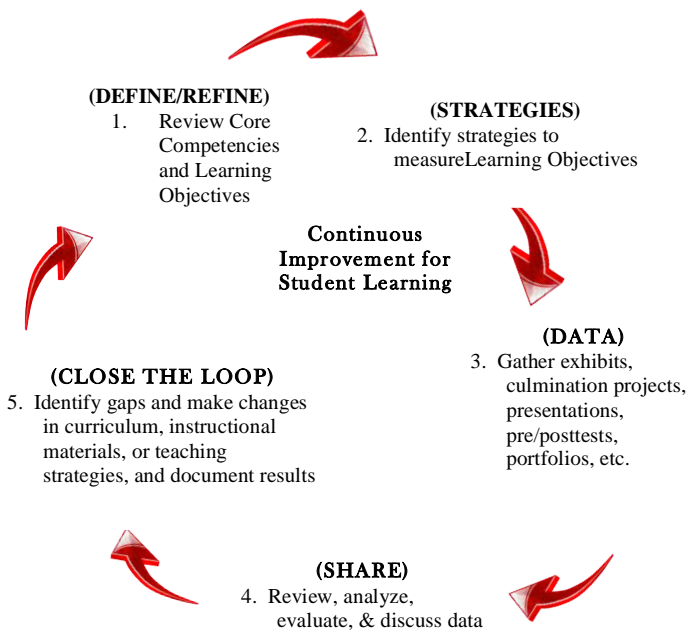 (DEFINE/REFINE)
1. Review Core
Competencies
and Learning
Objectives
(STRATEGIES)
2. Identify strategies to
measureLearning Objectives
Continuous
Improvement for
Student Learning
(DATA)
3. Gather exhibits,
culmination projects,
presentations,
pre/posttests,
portfolios, etc.
(SHARE)
4. Review, analyze,
evaluate, & discuss data
(CLOSE THE LOOP)
5. Identify gaps and make changes
in curriculum, instructional
materials, or teaching
strategies, and document results